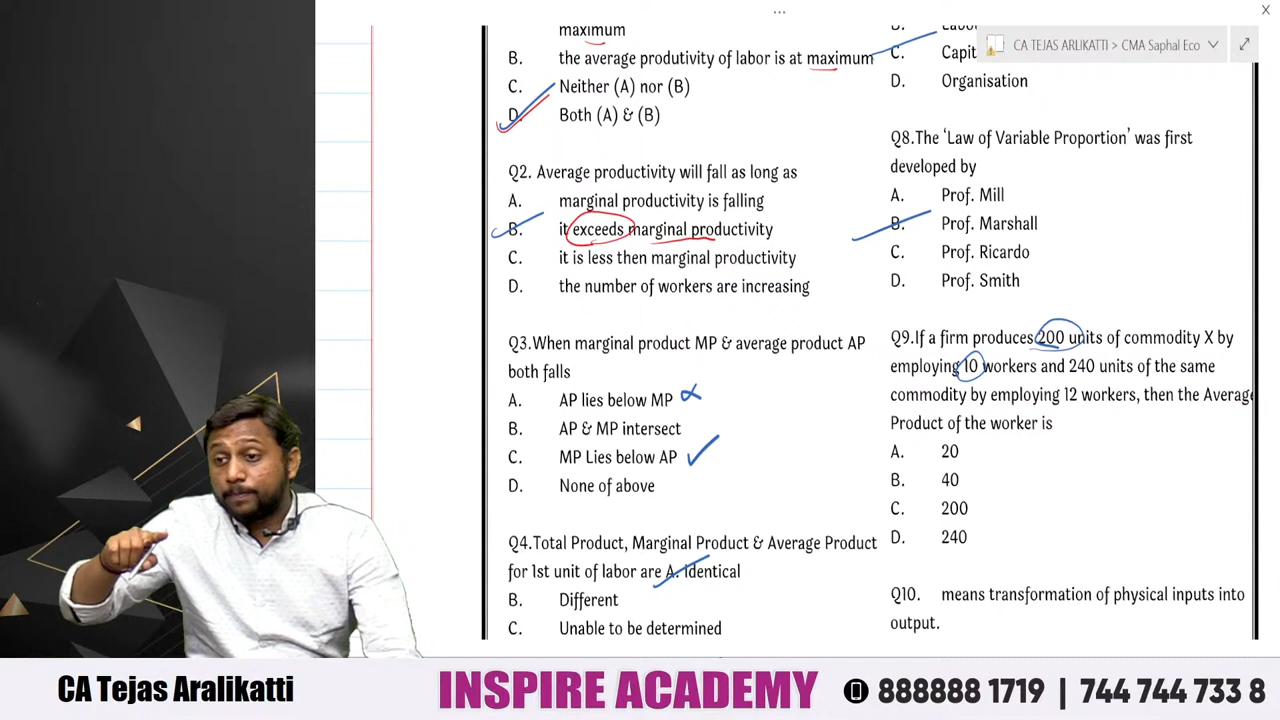 maximum
B. the average produtivity of labor is at maximum
C. Neither (A) nor (B)
D. Both (A) & (B)
Q2. Average productivity will fall as long as
A. marginal productivity is falling
B. it exceeds marginal productivity
C. it is less then marginal productivity
D. the number of workers are increasing
Q3.When marginal product MP & average product AP
both falls
A. AP lies below MP
B. AP & MP intersect
C. MP Lies below AP
D. None of above
Q4.Total Product, Marginal Product & Average Product
for 1st unit of labor are A. Identical
B. Different
C. Unable to be determined
C.
D. Organisation
Q8.The ‘Law of Variable Proportion’ was first
developed by
A. Prof. Mill
B. Prof. Marshall
C. Prof. Ricardo
D. Prof. Smith
Q9.If a firm produces 200 units of commodity X by
employing 10 workers and 240 units of the same
commodity by employing 12 workers, then the Average
Product of the worker is
A. 20
B. 40
C. 200
D. 240
Q10. means transformation of physical inputs into
output.
CA TEJAS ARLIKATTI > CMA Saphal Eco
CA Tejas Aralikatti
INSPIRE ACADEMY
888888 1719 | 744 744 733 8